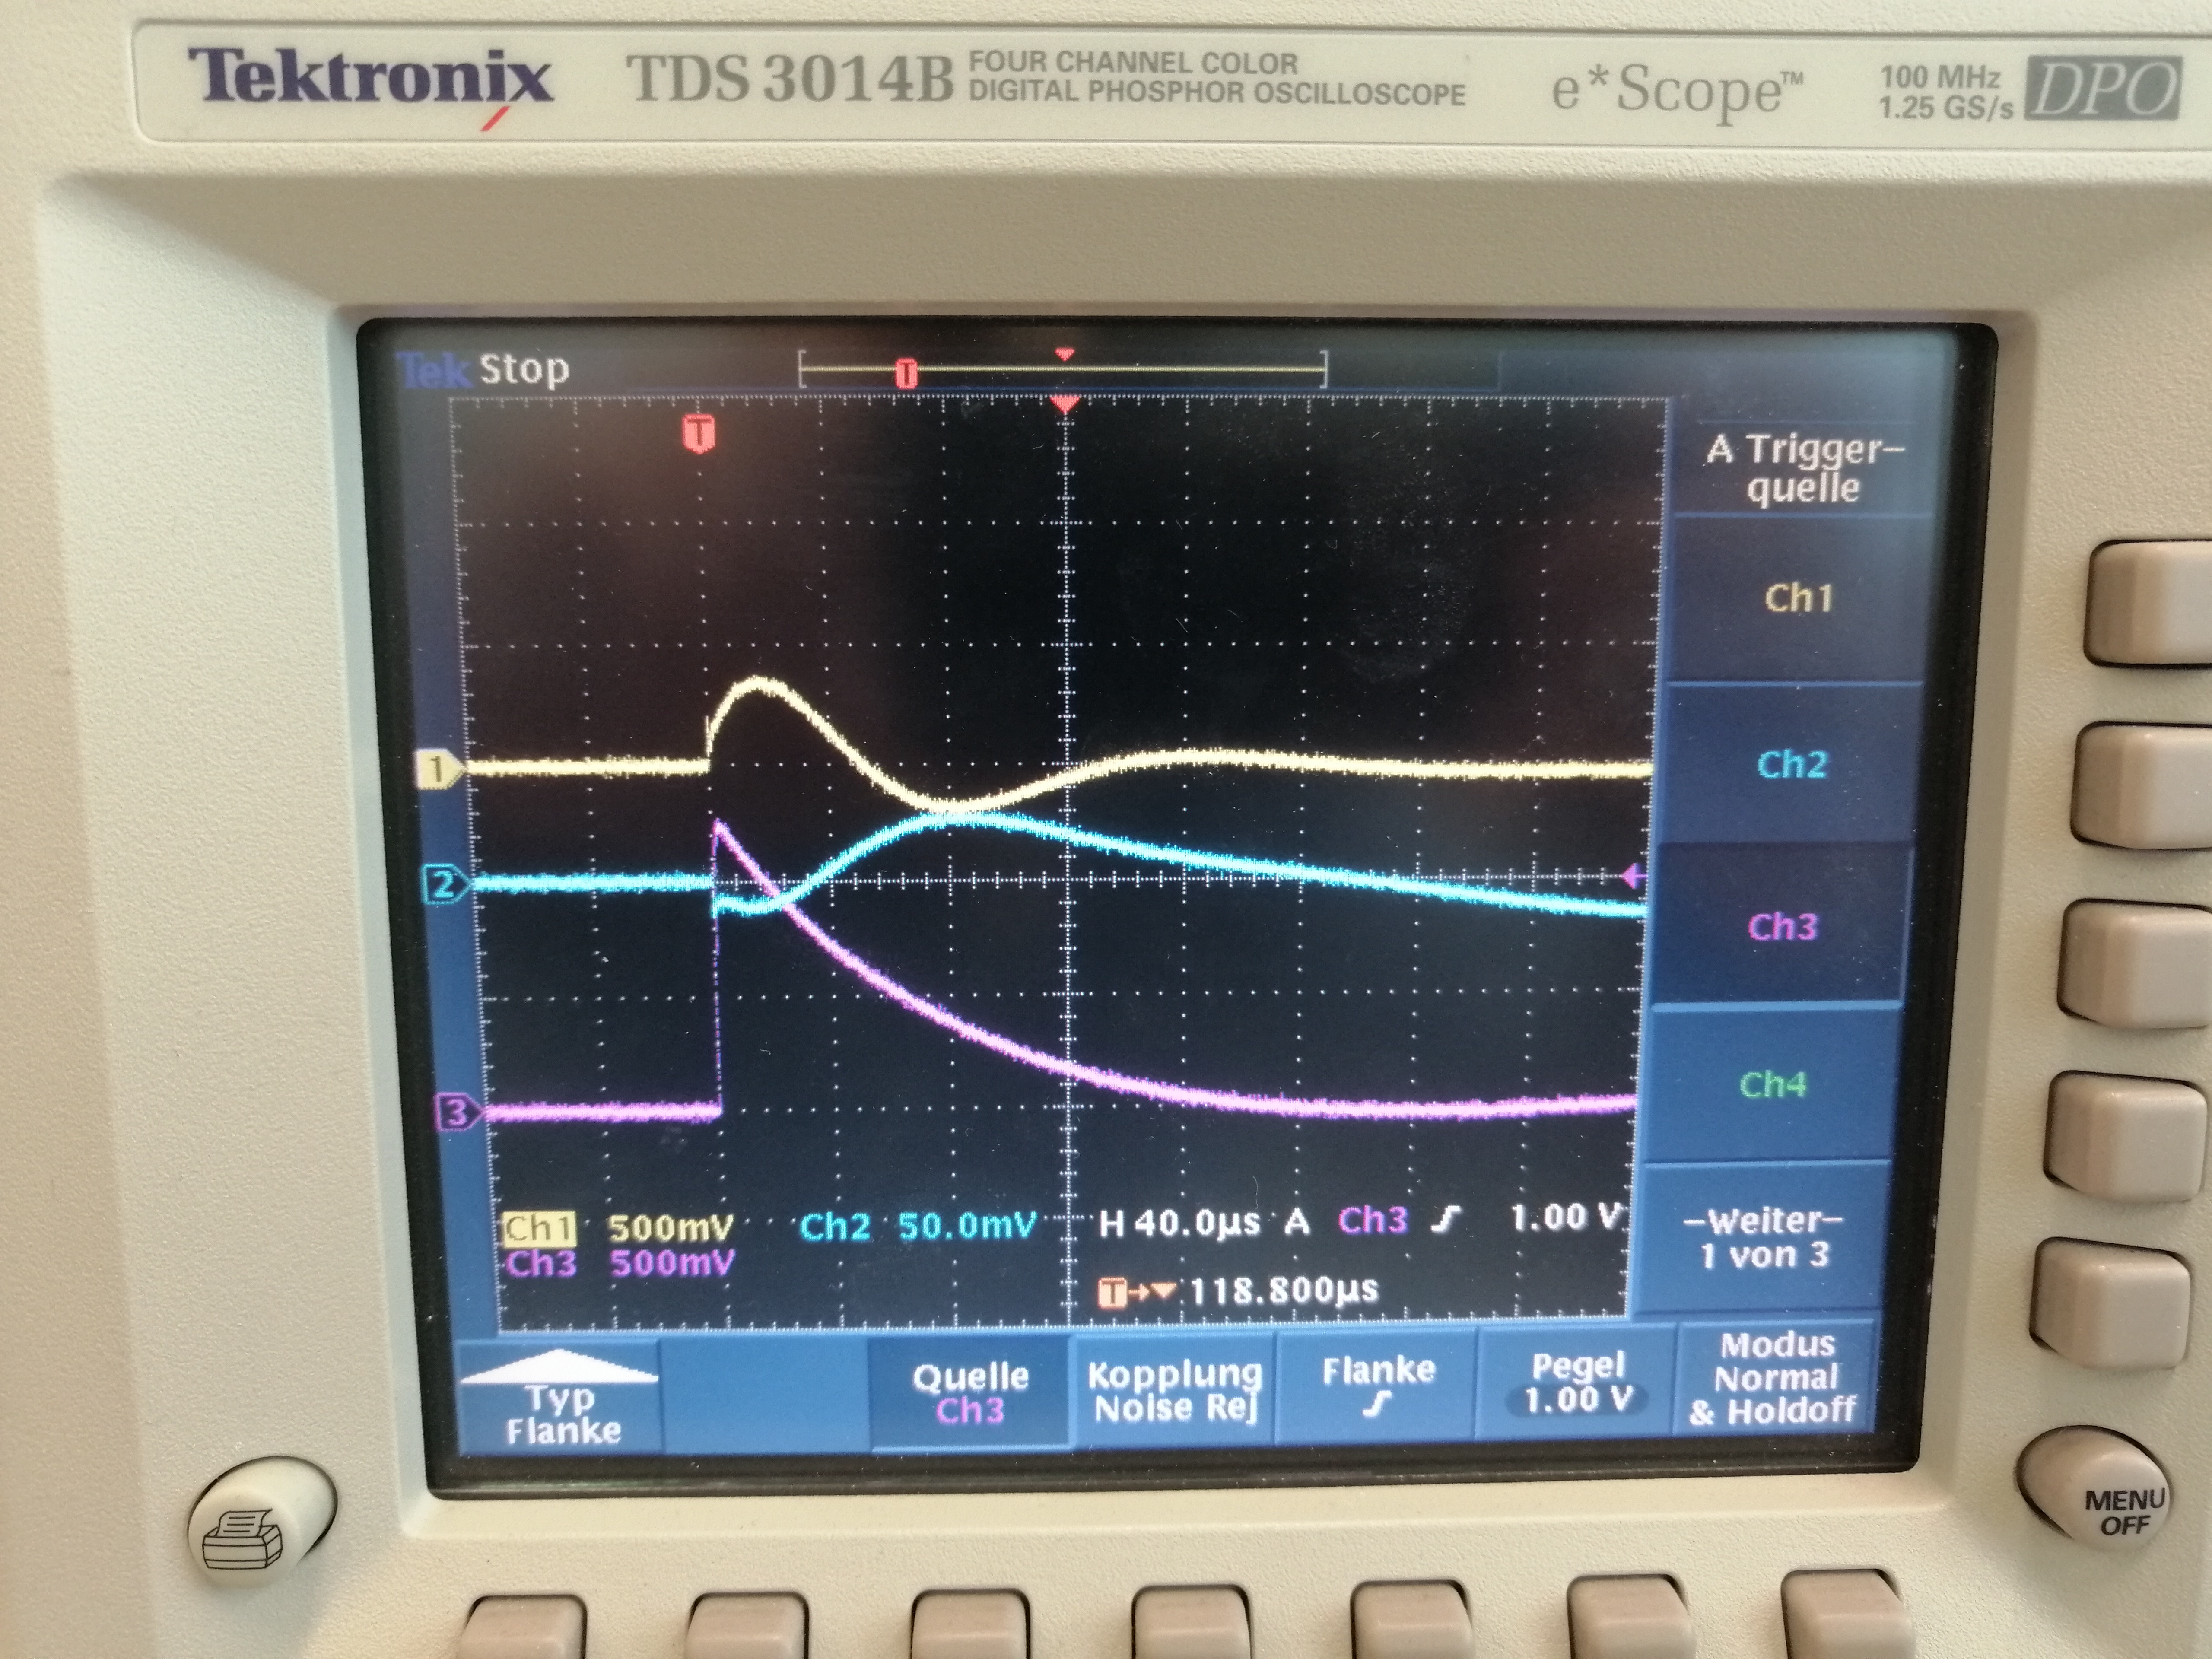 Tektronix TDS 3014B FOUR CHANNEL COLOR
DIGITAL PHOSPHOR OSCILLOSCOPE
e*Scope™
100 MHz
1.25 GS/s
DPO
Tek Stop
T
T
A Trigger-
quelle
Ch1
Ch2
Ch3
Ch4
-Weiter-
1 von 3
1
2
3
Ch1 500mV Ch2 50.0mV H 40.0µs A Ch3 ʃ 1.00 V
Ch3 500mV
T→▾ 118.800µs
Typ
Flanke
Quelle
Ch3
Kopplung
Noise Rej
Flanke
ʃ
Pegel
1.00 V
Modus
Normal
& Holdoff
MENU
OFF